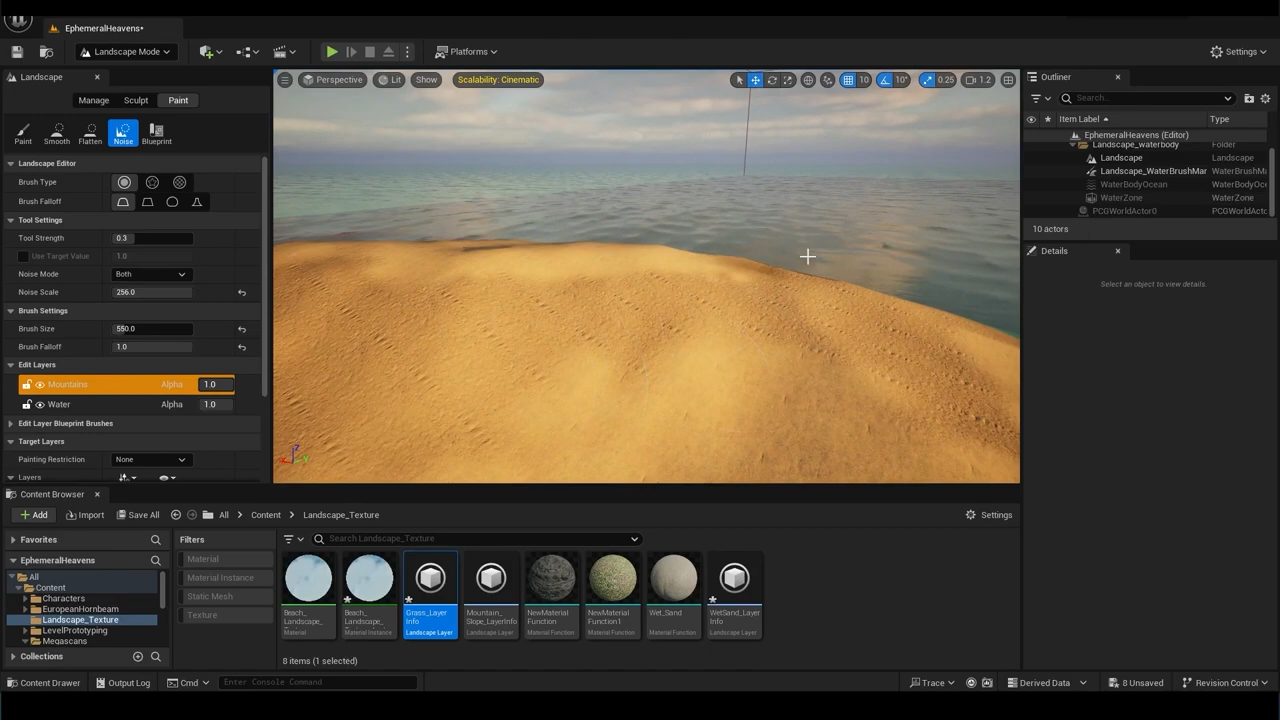 EphemeralHeavens*
Landscape Mode
Platforms
Settings
Landscape
Manage Sculpt Paint
Paint Smooth Flatten Noise Blueprint
Landscape Editor
Brush Type
Brush Falloff
Tool Settings
Tool Strength 0.3
Use Target Value 1.0
Noise Mode Both
Noise Scale 256.0
Brush Settings
Brush Size 550.0
Brush Falloff 1.0
Edit Layers
Mountains Alpha 1.0
Water Alpha 1.0
Edit Layer Blueprint Brushes
Target Layers
Painting Restriction None
Layers
Perspective Lit Show Scalability: Cinematic
10 10° 0.25 1.2
Z
X Y
Outliner
Search...
Item Label Type
EphemeralHeavens (Editor)
Landscape_waterbody Folder
Landscape Landscape
Landscape_WaterBrushMar WaterBrushMa
WaterBodyOcean WaterBodyOce
WaterZone WaterZone
PCGWorldActor0 PCGWorldActo
10 actors
Details
Select an object to view details.
Content Browser
Add Import Save All All Content Landscape_Texture
Settings
Favorites
EphemeralHeavens
All
Content
Characters
EuropeanHornbeam
Landscape_Texture
LevelPrototyping
Megascans
Collections
Filters
Material
Material Instance
Static Mesh
Texture
Search Landscape_Texture
Beach_
Landscape_
Material
Beach_
Landscape_
Material Instance
Grass_Layer
Info
Landscape Layer
Mountain_
Slope_LayerInfo
Landscape Layer
NewMaterial
Function
Material Function
NewMaterial
Function1
Material Function
Wet_Sand
Material Function
WetSand_Layer
Info
Landscape Layer
8 items (1 selected)
Content Drawer Output Log Cmd Enter Console Command
Trace Derived Data 8 Unsaved Revision Control